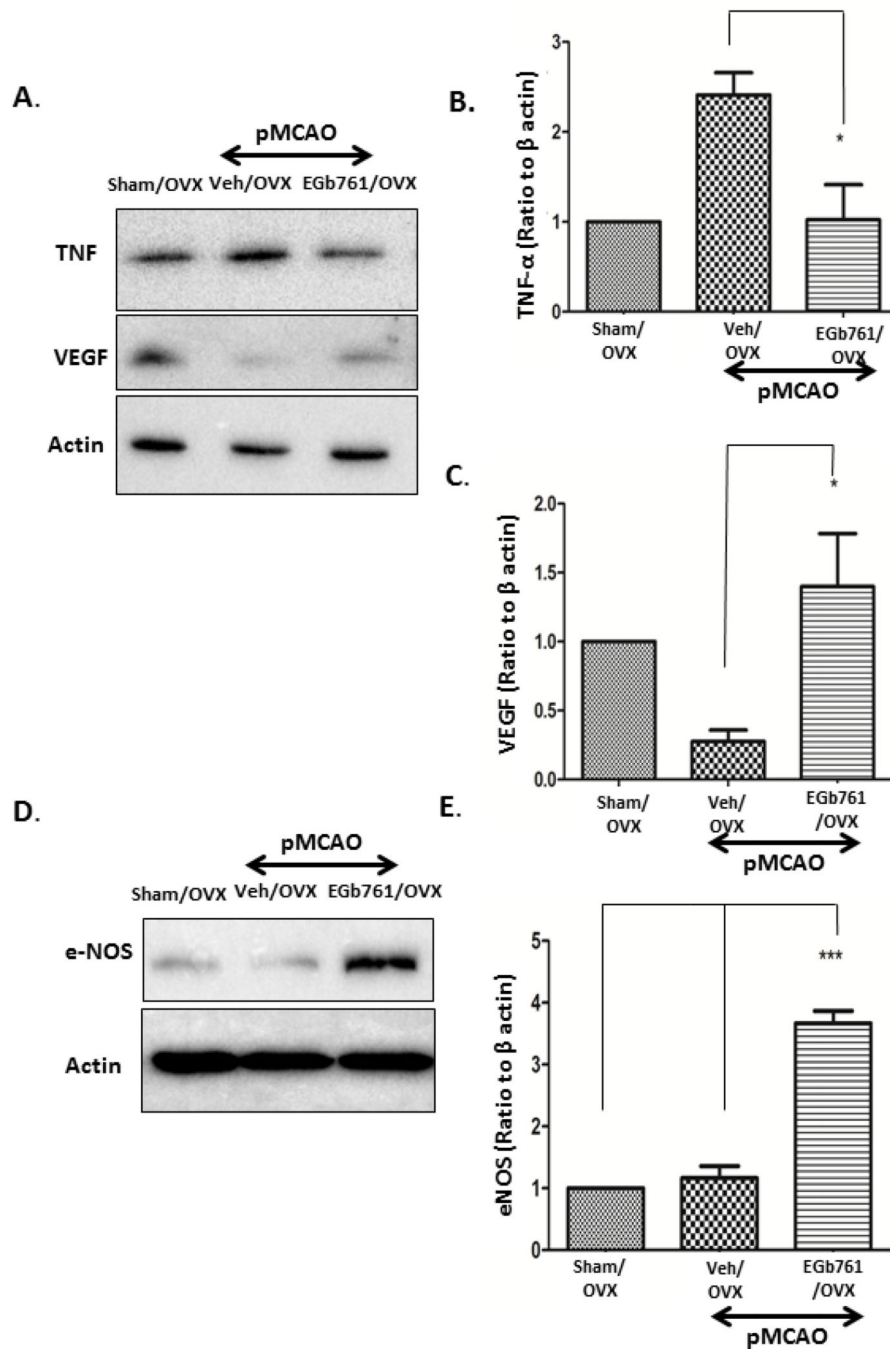 A.
pMCAO
Sham/OVX Veh/OVX EGb761/OVX
TNF
VEGF
Actin
B.
TNF-α (Ratio to β actin)
3
2
1
0
*
Sham/
OVX
Veh/
OVX
EGb761/
OVX
pMCAO
C.
VEGF (Ratio to β actin)
2.0
1.5
1.0
0.5
0.0
*
Sham/
OVX
Veh/
OVX
EGb761
/OVX
pMCAO
D.
pMCAO
Sham/OVX Veh/OVX EGb761/OVX
e-NOS
Actin
E.
eNOS (Ratio to β actin)
5
4
3
2
1
0
***
Sham/
OVX
Veh/
OVX
EGb761
/OVX
pMCAO